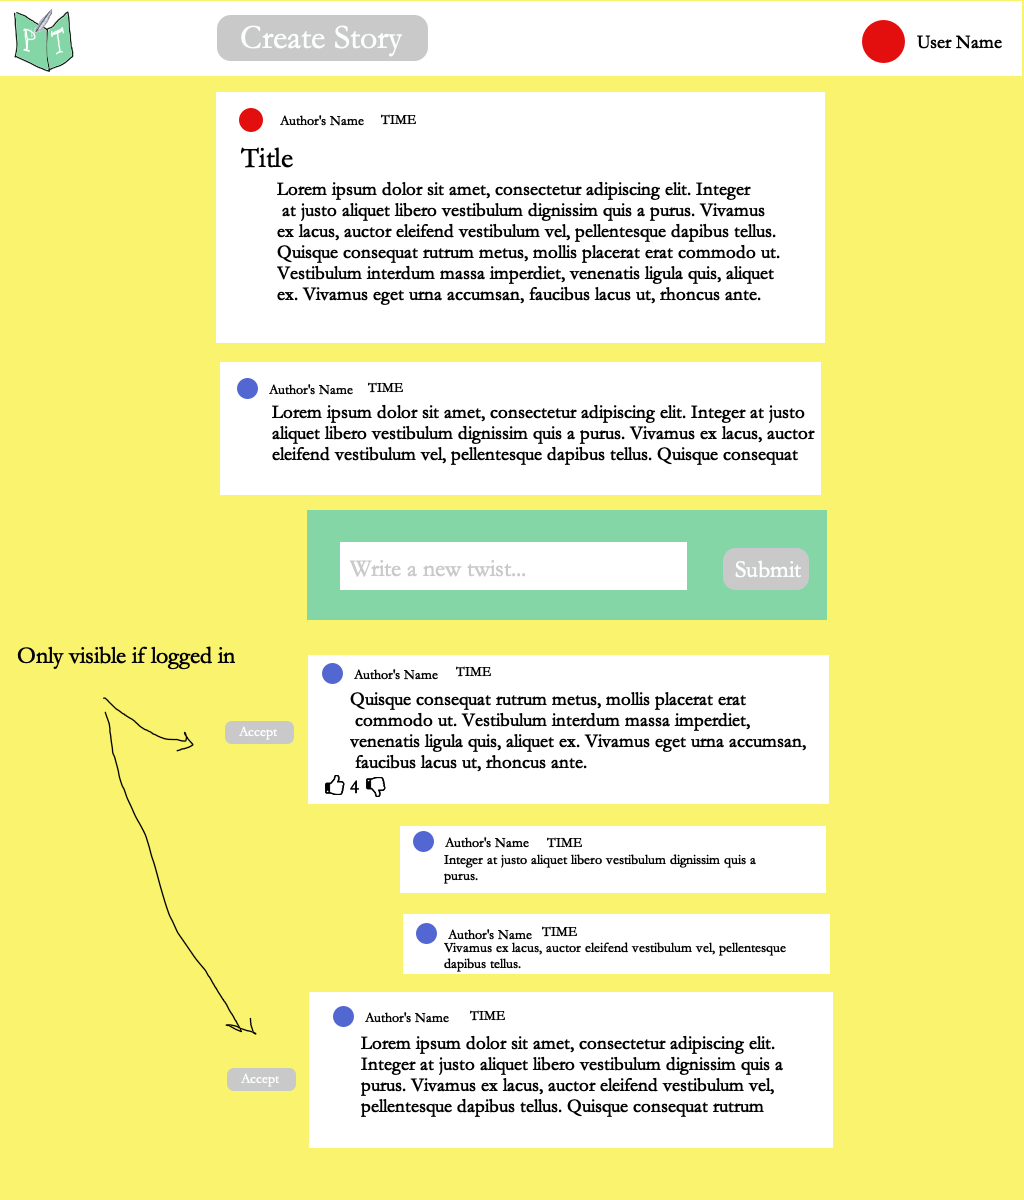 P T
Create Story
User Name
Author's Name TIME
Title
Lorem ipsum dolor sit amet, consectetur adipiscing elit. Integer
at justo aliquet libero vestibulum dignissim quis a purus. Vivamus
ex lacus, auctor eleifend vestibulum vel, pellentesque dapibus tellus.
Quisque consequat rutrum metus, mollis placerat erat commodo ut.
Vestibulum interdum massa imperdiet, venenatis ligula quis, aliquet
ex. Vivamus eget urna accumsan, faucibus lacus ut, rhoncus ante.
Author's Name TIME
Lorem ipsum dolor sit amet, consectetur adipiscing elit. Integer at justo
aliquet libero vestibulum dignissim quis a purus. Vivamus ex lacus, auctor
eleifend vestibulum vel, pellentesque dapibus tellus. Quisque consequat
Write a new twist...
Submit
Only visible if logged in
Author's Name TIME
Quisque consequat rutrum metus, mollis placerat erat
commodo ut. Vestibulum interdum massa imperdiet,
venenatis ligula quis, aliquet ex. Vivamus eget urna accumsan,
faucibus lacus ut, rhoncus ante.
Accept
4
Author's Name TIME
Integer at justo aliquet libero vestibulum dignissim quis a
purus.
Author's Name TIME
Vivamus ex lacus, auctor eleifend vestibulum vel, pellentesque
dapibus tellus.
Author's Name TIME
Lorem ipsum dolor sit amet, consectetur adipiscing elit.
Integer at justo aliquet libero vestibulum dignissim quis a
purus. Vivamus ex lacus, auctor eleifend vestibulum vel,
pellentesque dapibus tellus. Quisque consequat rutrum
Accept